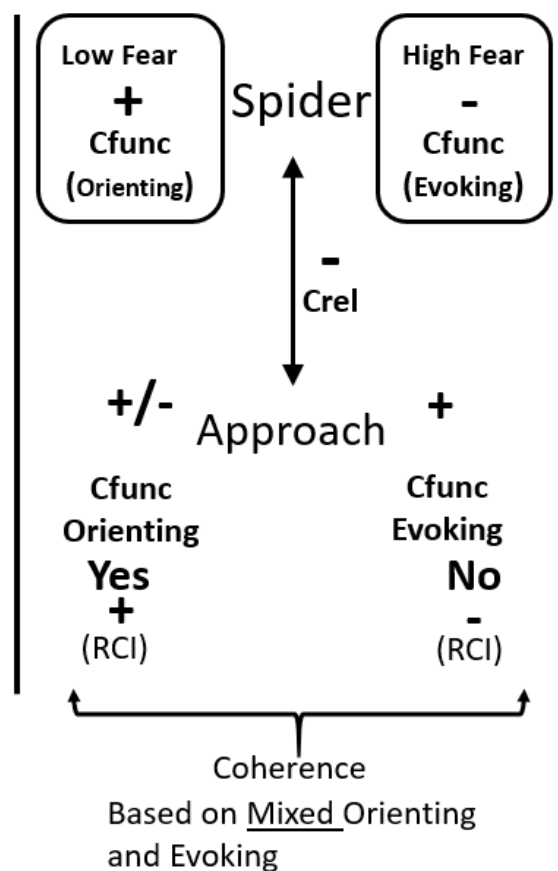 Low Fear
+
Cfunc
(Orienting)
Spider
High Fear
-
Cfunc
(Evoking)
-
Crel
+/-
Approach
+
Cfunc
Orienting
Yes
+
(RCI)
Cfunc
Evoking
No
-
(RCI)
Coherence
Based on Mixed Orienting
and Evoking